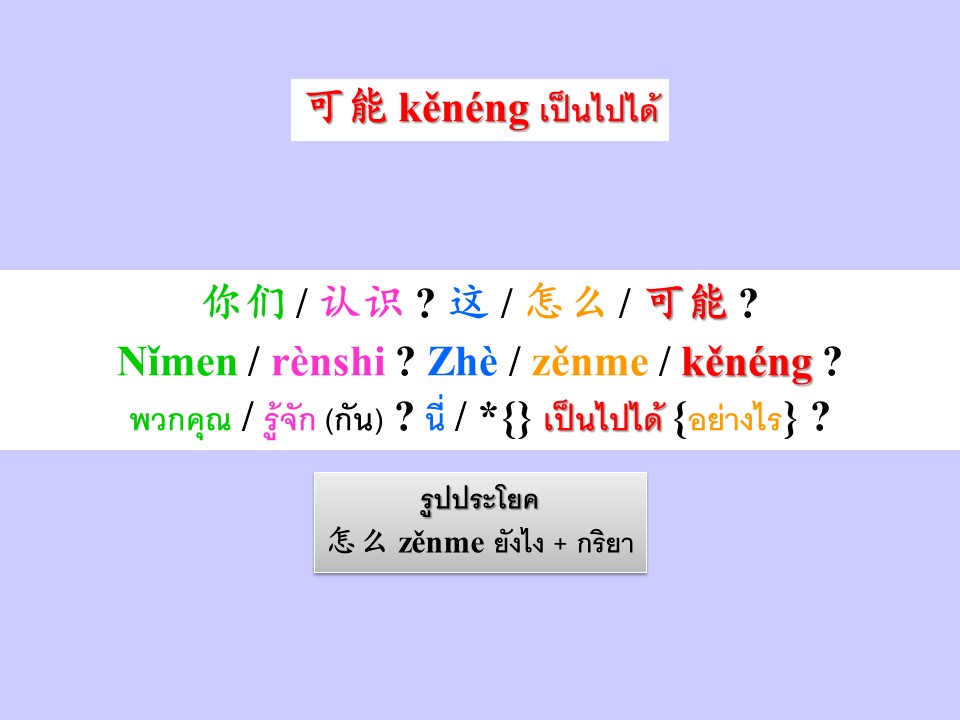 可能 kěnéng เป็นไปได้
你们 / 认识 ? 这 / 怎么 / 可能 ?
Nǐmen / rènshi ? Zhè / zěnme / kěnéng ?
พวกคุณ / รู้จัก (กัน) ? นี่ / *{} เป็นไปได้ {อย่างไร} ?
รูปประโยค
怎么 zěnme ยังไง + กริยา